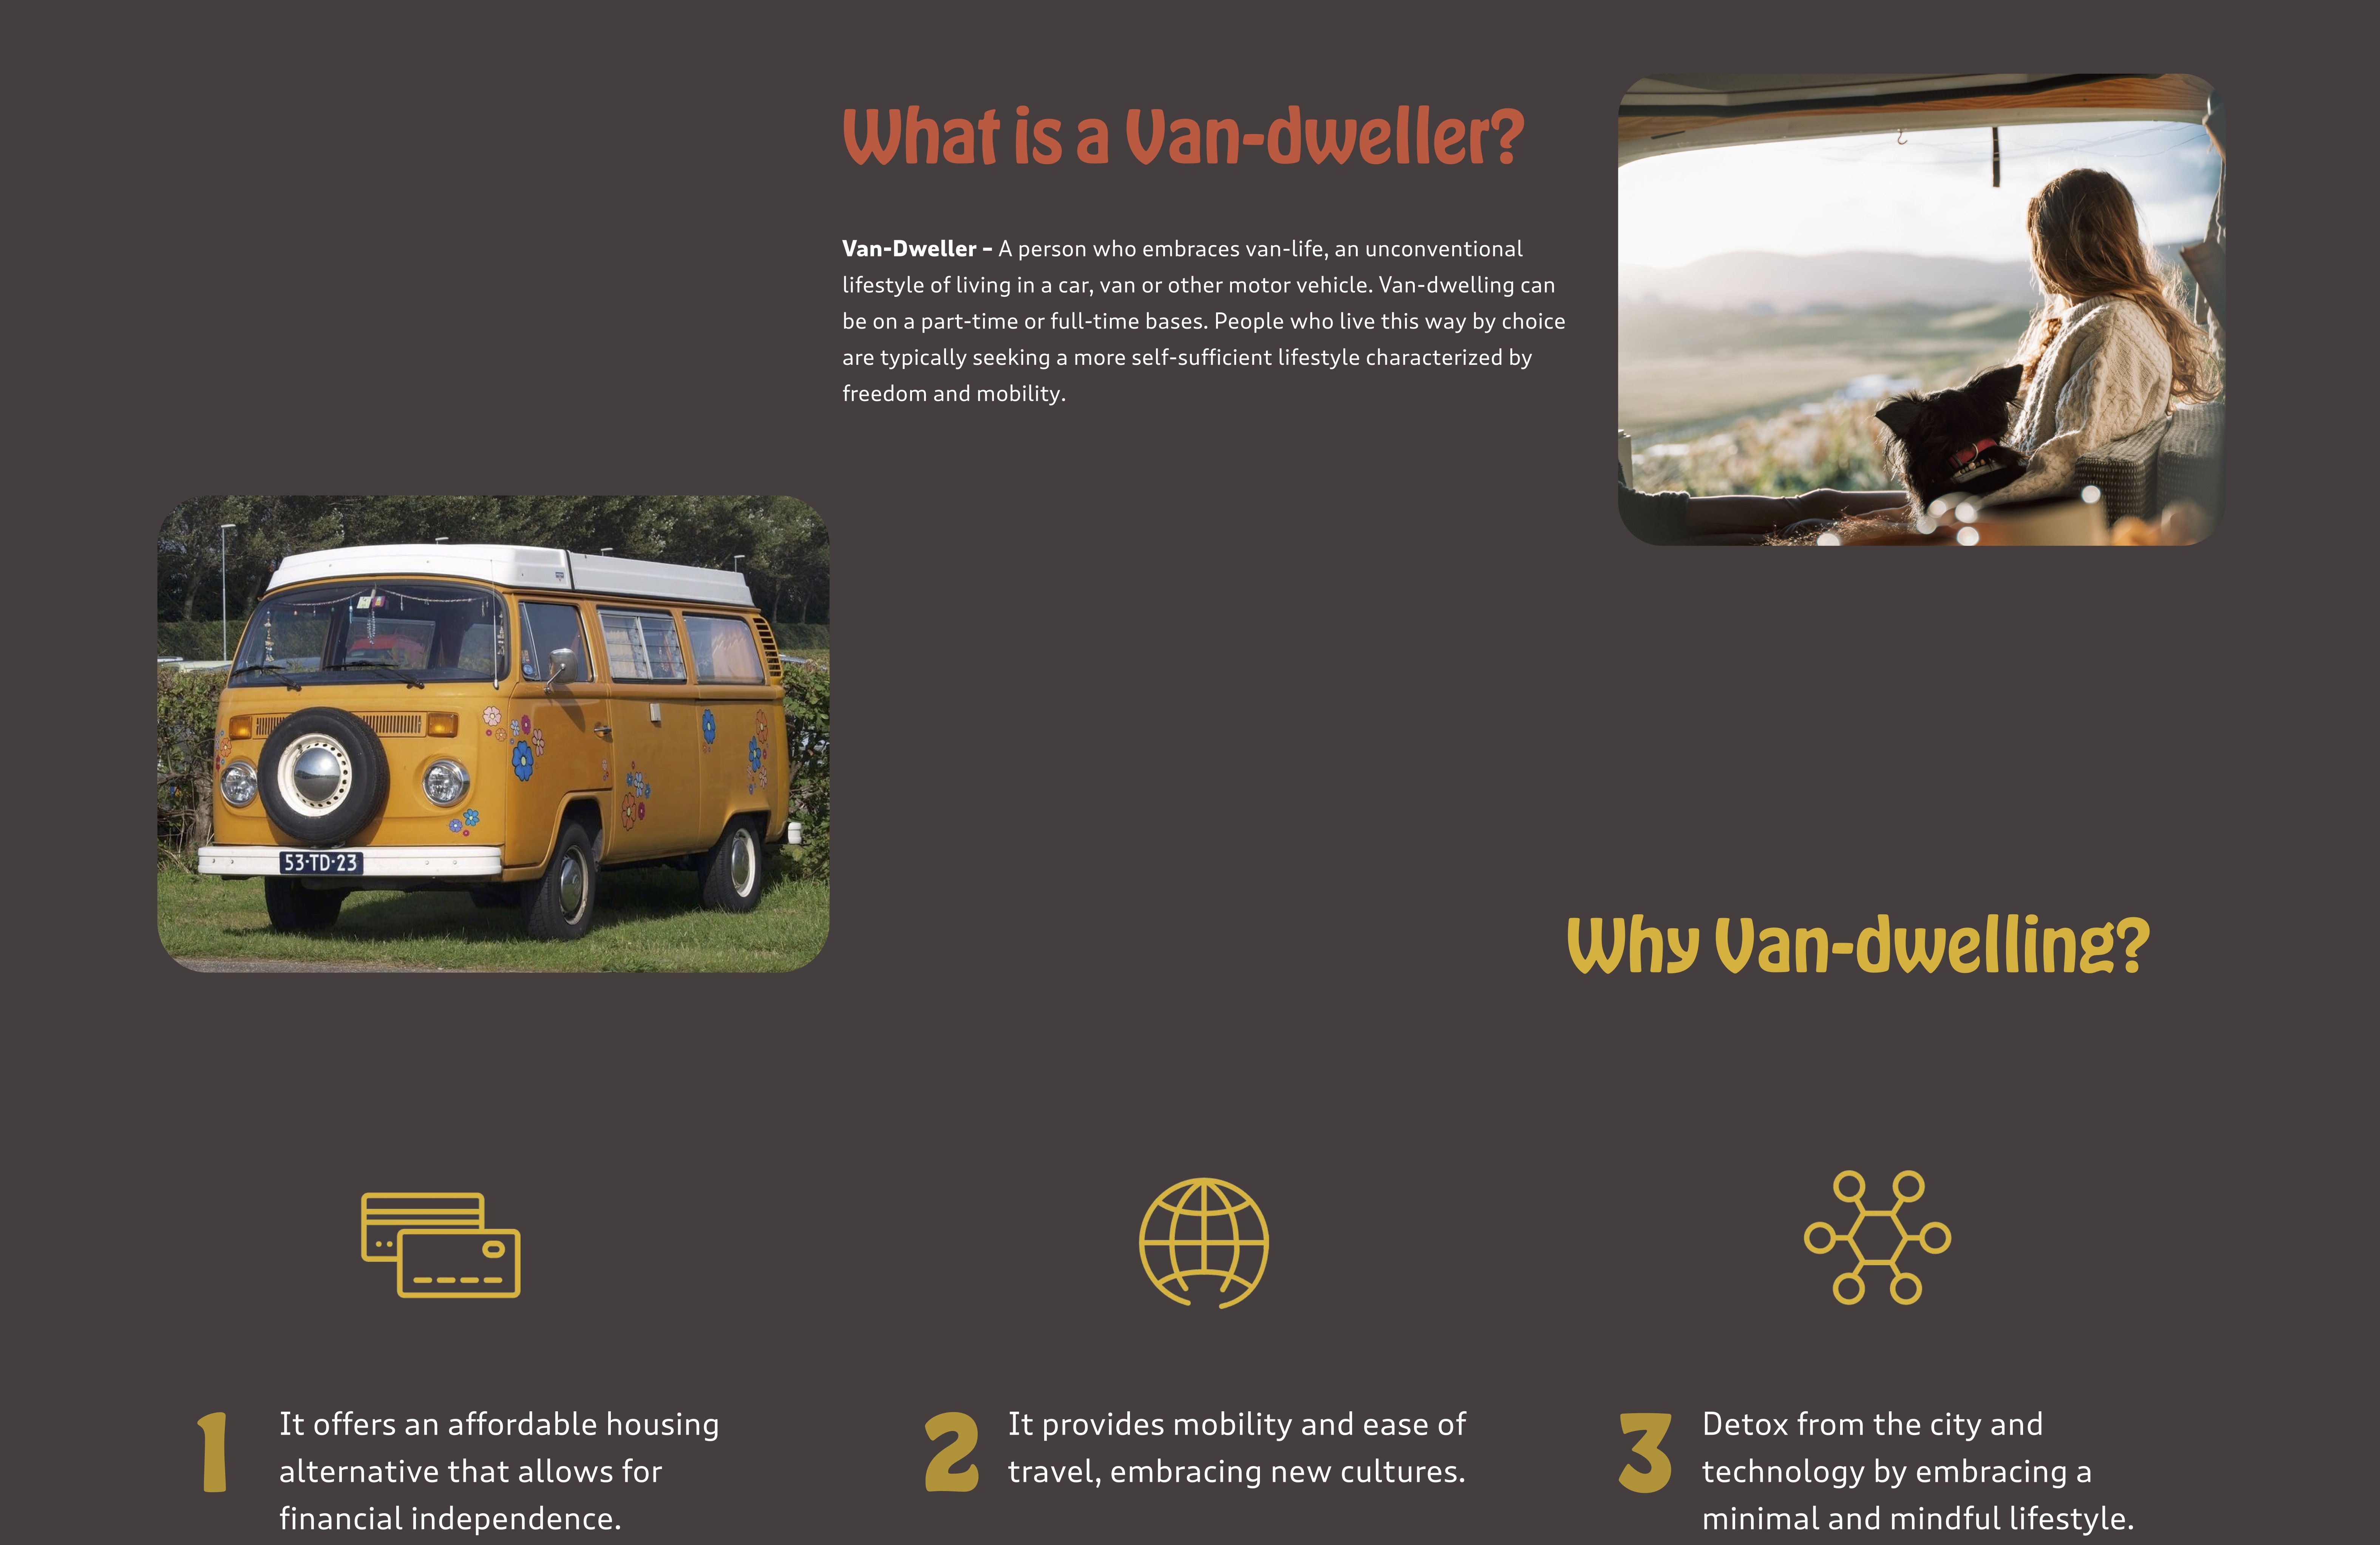 What is a Van-dweller?
Van-Dweller – A person who embraces van-life, an unconventional
lifestyle of living in a car, van or other motor vehicle. Van-dwelling can
be on a part-time or full-time bases. People who live this way by choice
are typically seeking a more self-sufficient lifestyle characterized by
freedom and mobility.
53-TD-23
Why Van-dwelling?
1
It offers an affordable housing
alternative that allows for
financial independence.
2
It provides mobility and ease of
travel, embracing new cultures.
3
Detox from the city and
technology by embracing a
minimal and mindful lifestyle.